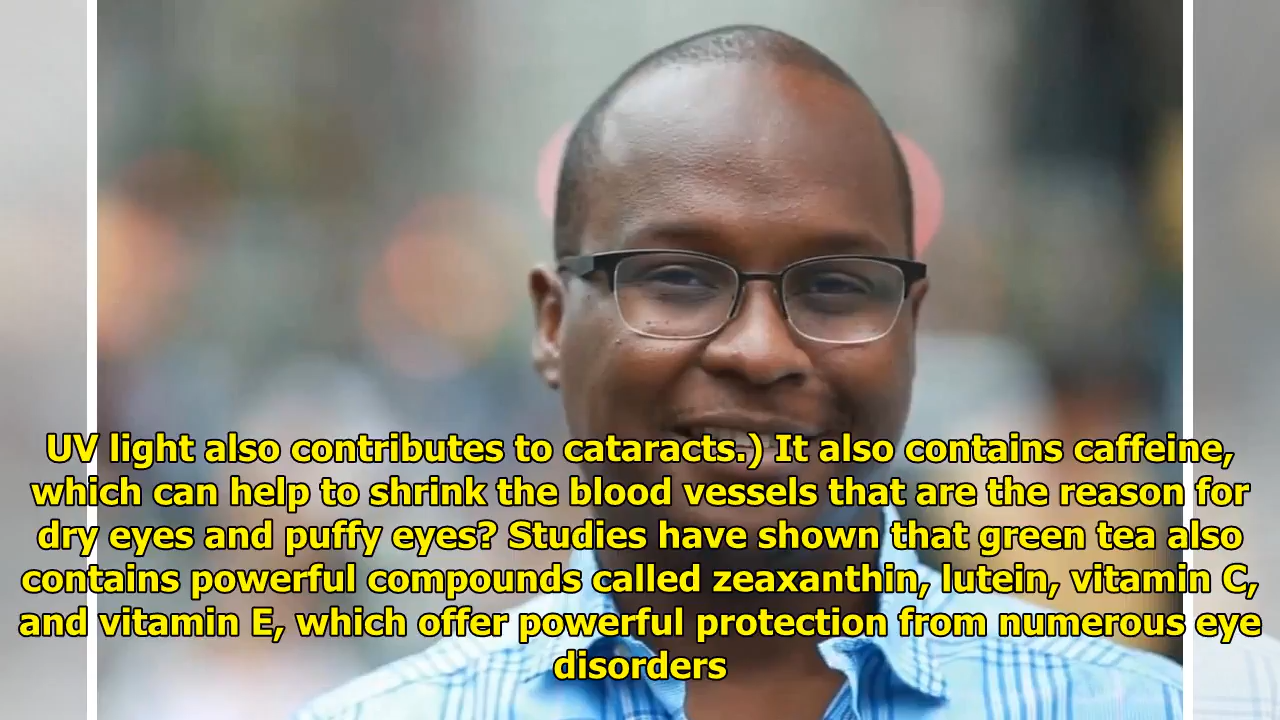 UV light also contributes to cataracts.) It also contains caffeine,
which can help to shrink the blood vessels that are the reason for
dry eyes and puffy eyes? Studies have shown that green tea also
contains powerful compounds called zeaxanthin, lutein, vitamin C,
and vitamin E, which offer powerful protection from numerous eye
disorders